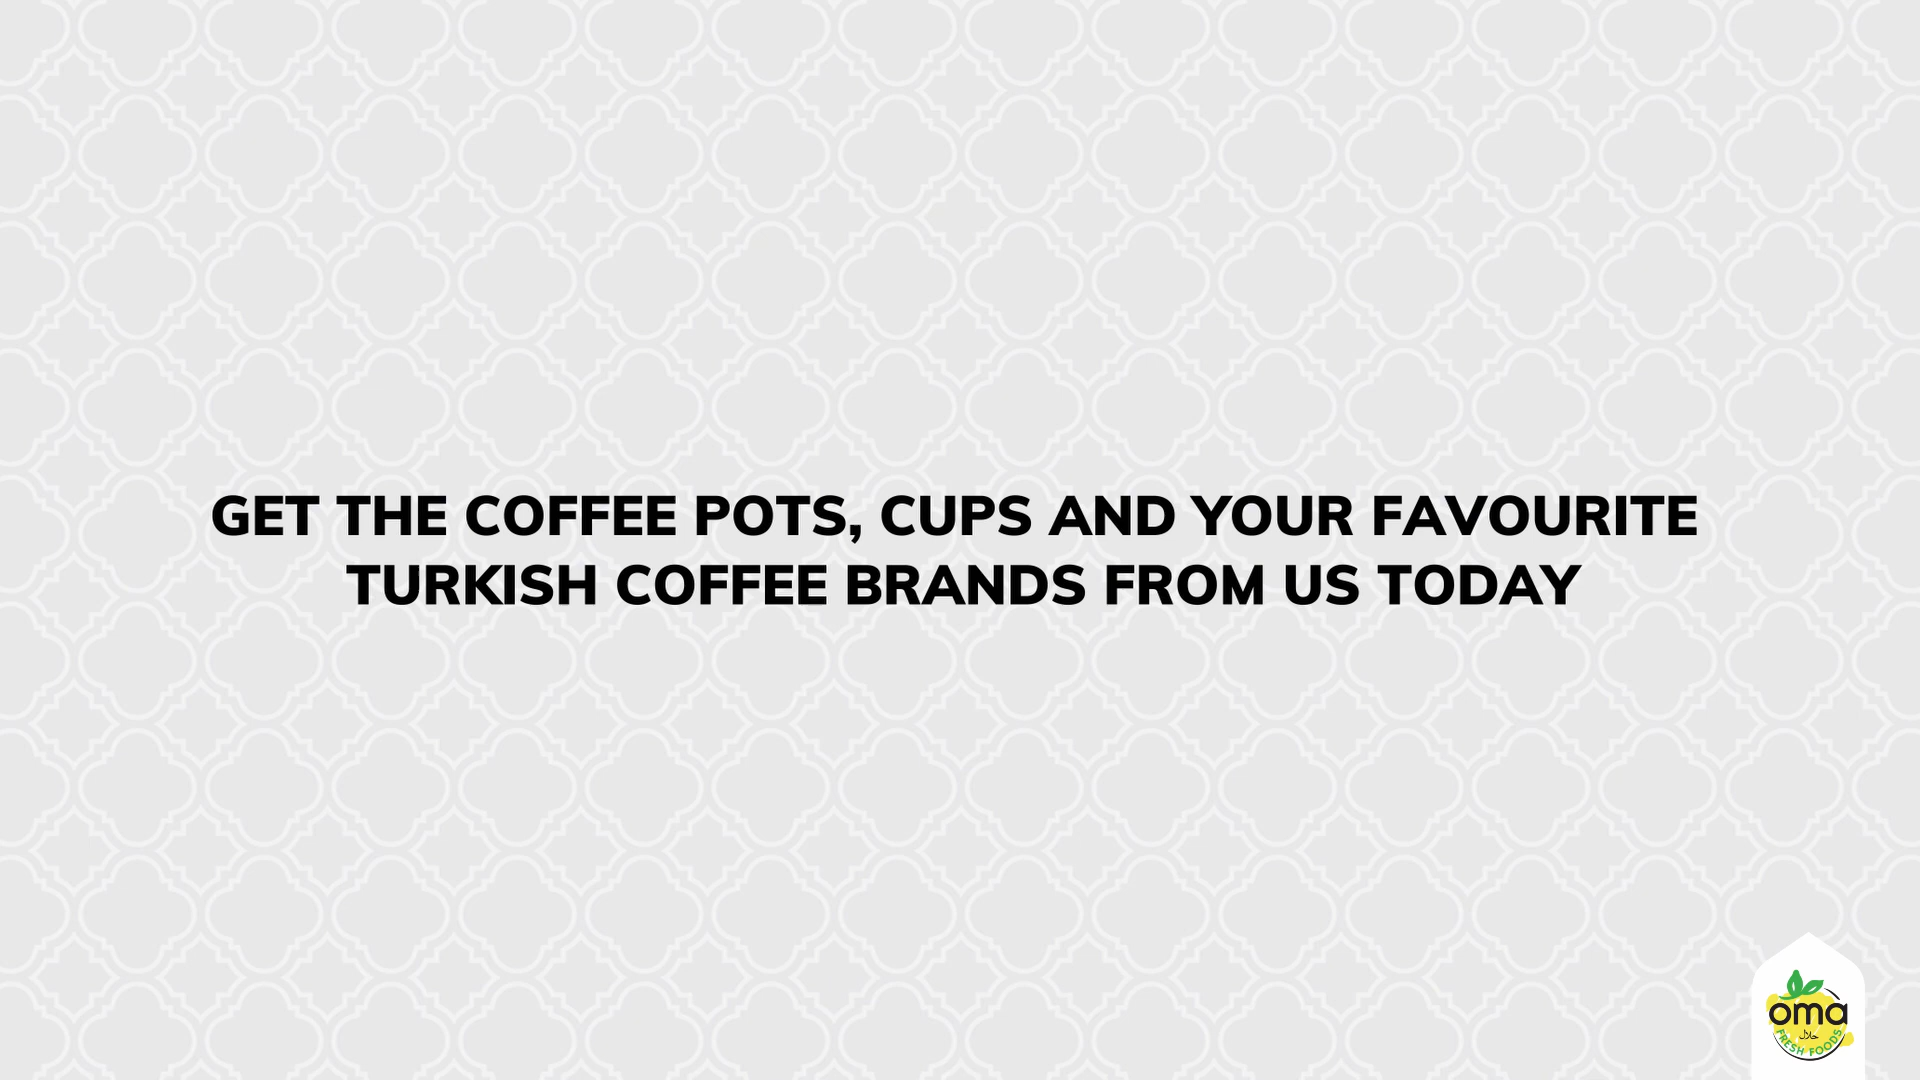 GET THE COFFEE POTS, CUPS AND YOUR FAVOURITE
TURKISH COFFEE BRANDS FROM US TODAY
oma
حلال
FRESH FOODS